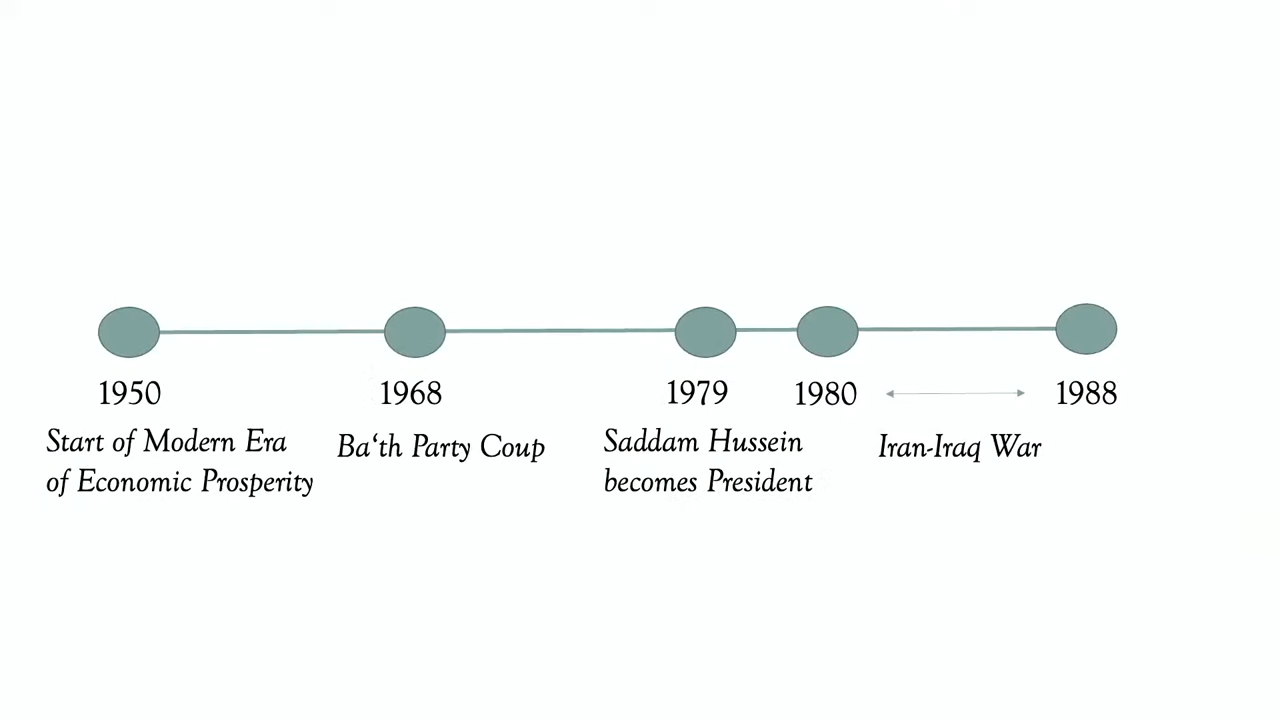 1950
1968
1979
1980
1988
Start of Modern Era
of Economic Prosperity
Ba‘th Party Coup
Saddam Hussein
becomes President
Iran-Iraq War